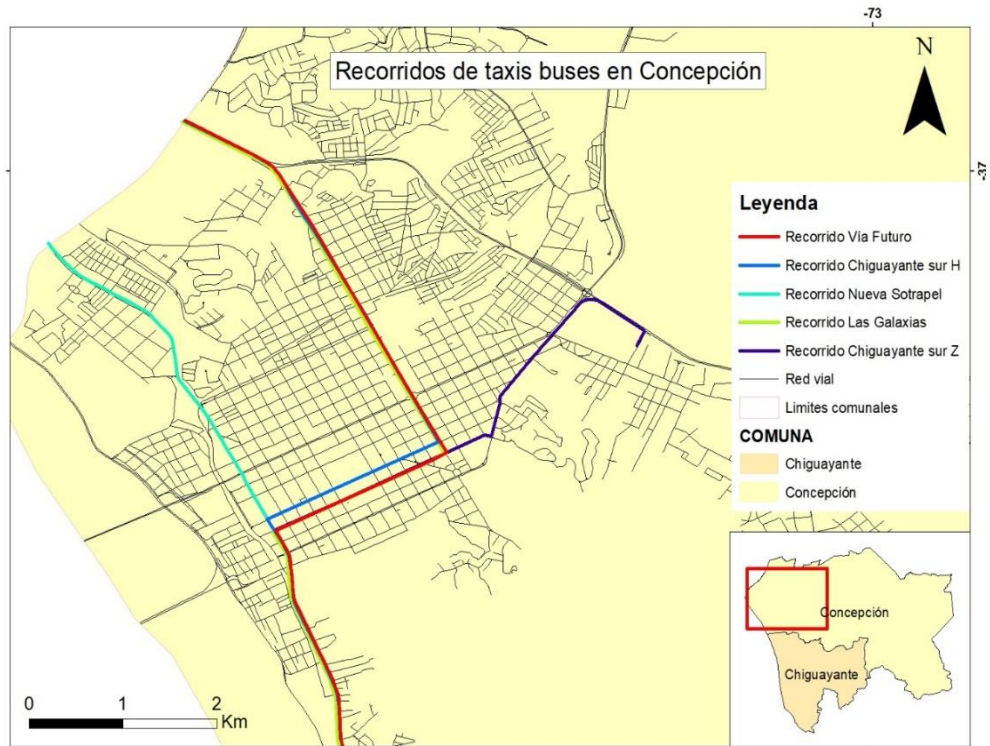 -73
Recorridos de taxis buses en Concepción
N
-37
Leyenda
Recorrido Vía Futuro
Recorrido Chiguayante sur H
Recorrido Nueva Sotrapel
Recorrido Las Galaxias
Recorrido Chiguayante sur Z
Red vial
Limites comunales
COMUNA
Chiguayante
Concepción
Concepción
Chiguayante
0 1 2
Km